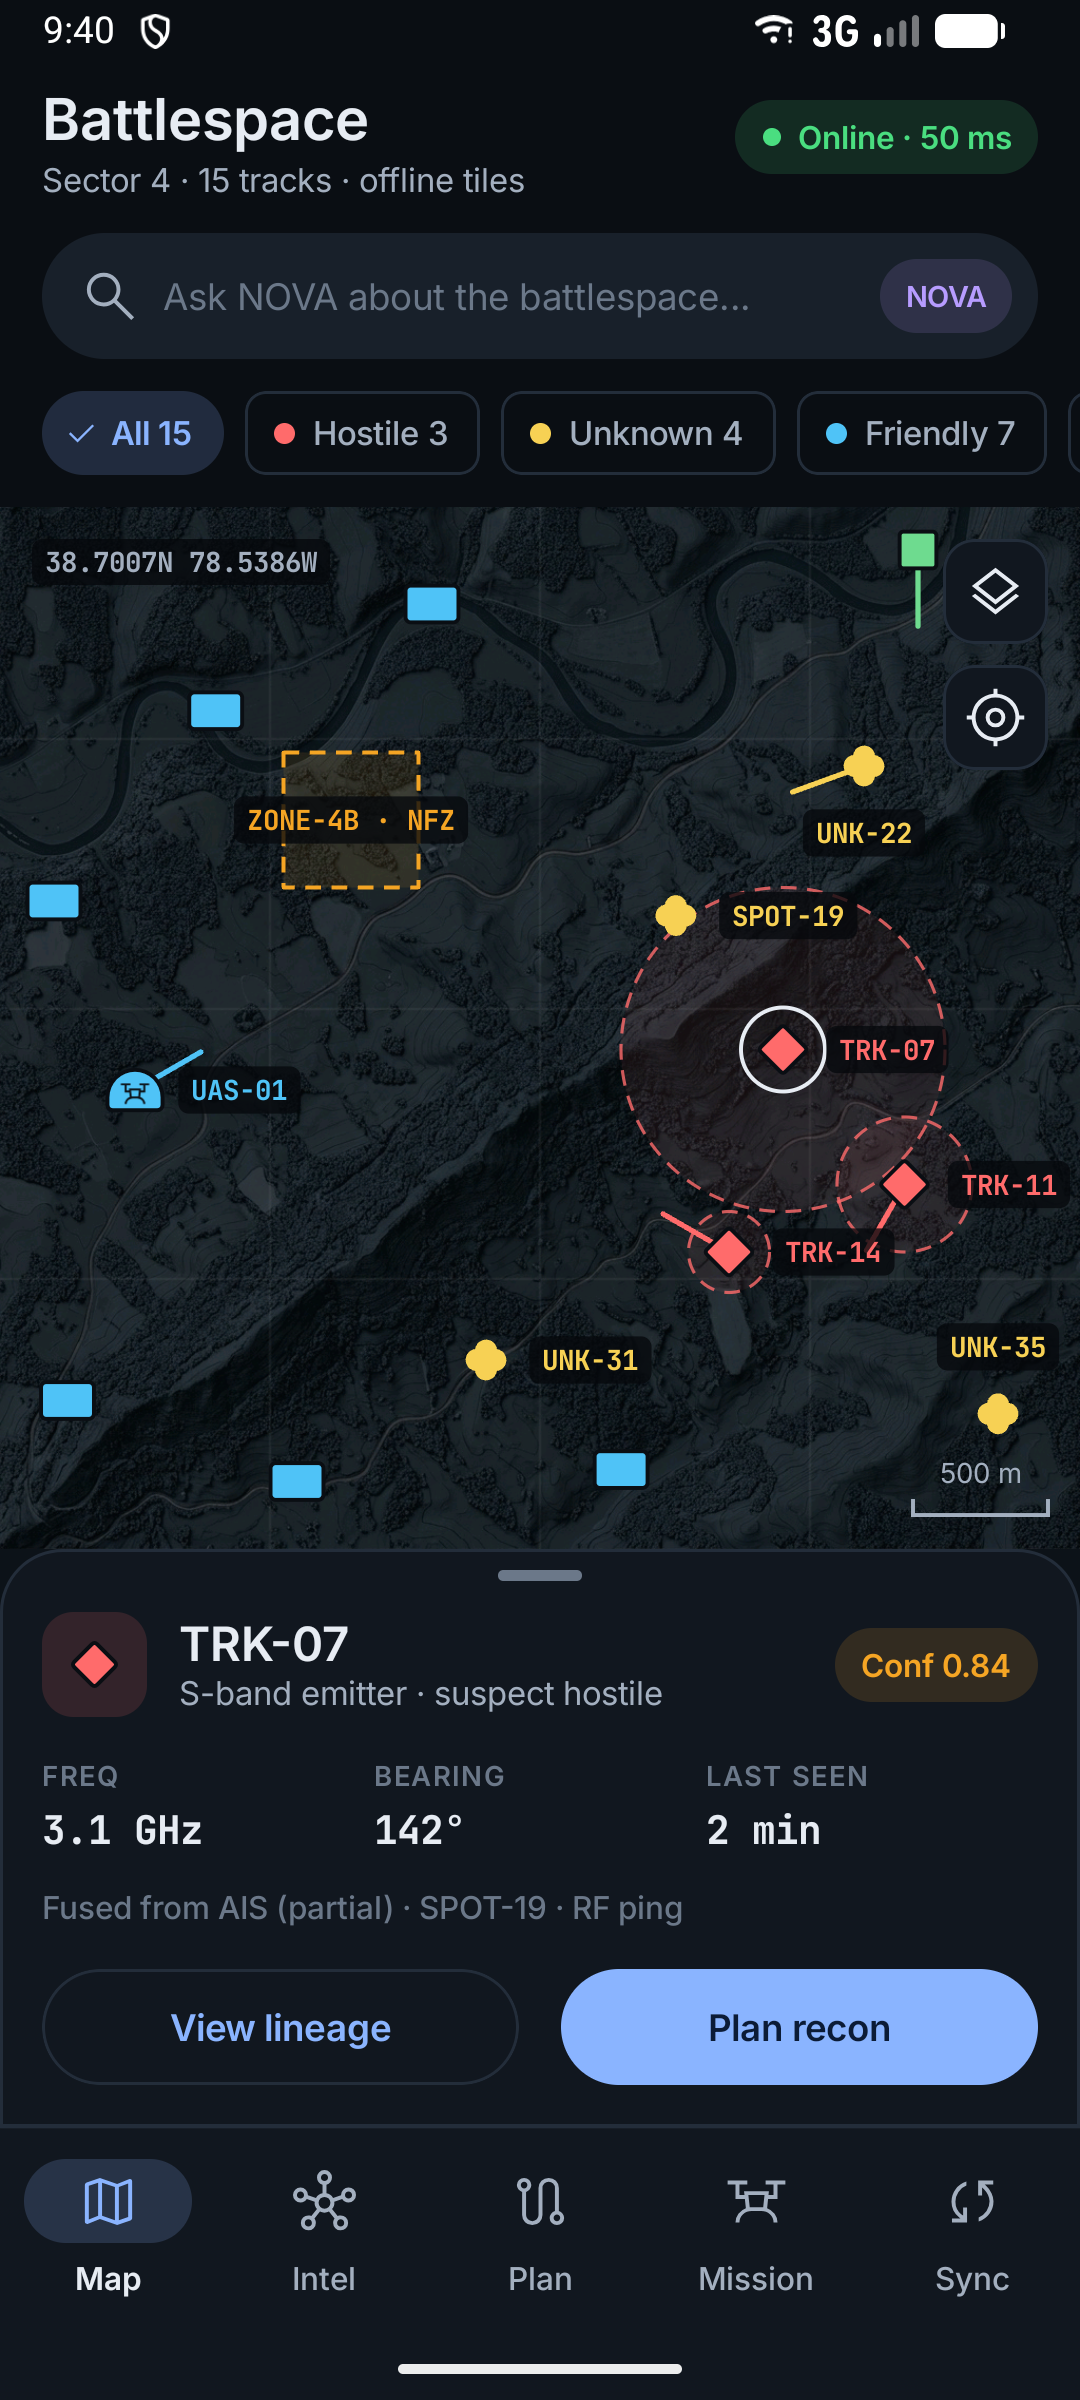 9:40
3G
Battlespace
Online · 50 ms
Sector 4 · 15 tracks · offline tiles
Ask NOVA about the battlespace...
NOVA
All 15
Hostile 3
Unknown 4
Friendly 7
38.7007N 78.5386W
ZONE-4B · NFZ
UNK-22
SPOT-19
TRK-07
UAS-01
TRK-11
TRK-14
UNK-35
UNK-31
500 m
TRK-07
S-band emitter · suspect hostile
Conf 0.84
FREQ
BEARING
LAST SEEN
3.1 GHz
142°
2 min
Fused from AIS (partial) · SPOT-19 · RF ping
View lineage
Plan recon
Map
Intel
Plan
Mission
Sync